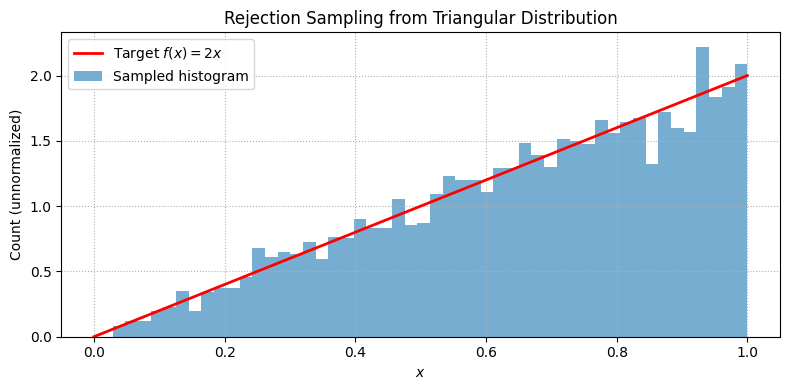 Rejection Sampling from Triangular Distribution
Target f(x) = 2x
Sampled histogram
Count (unnormalized)
2.0
1.5
1.0
0.5
0.0
0.0 0.2 0.4 0.6 0.8 1.0
x